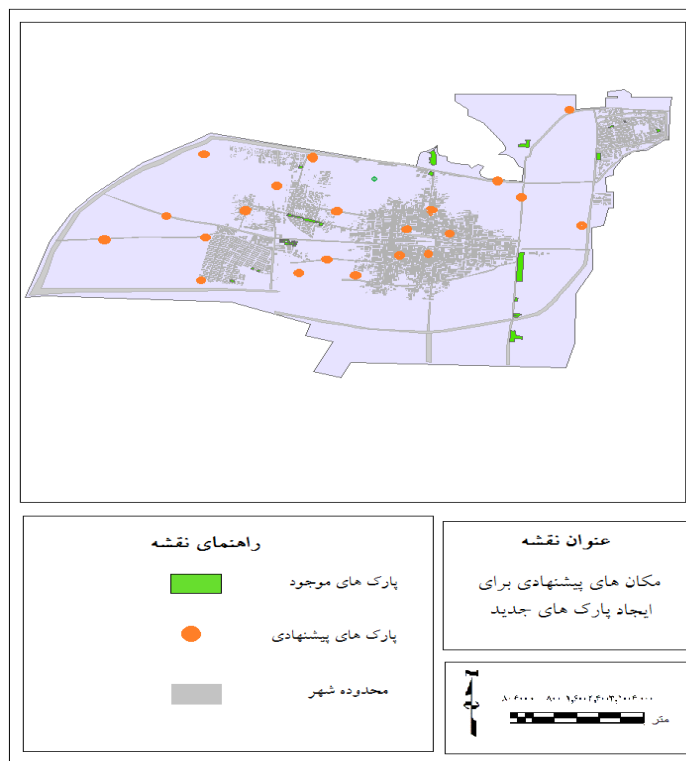 راهنمای نقشه
پارک های موجود
پارک های پیشنهادی
محدوده شهر
عنوان نقشه
مکان های پیشنهادی برای
ایجاد پارک های جدید
متر